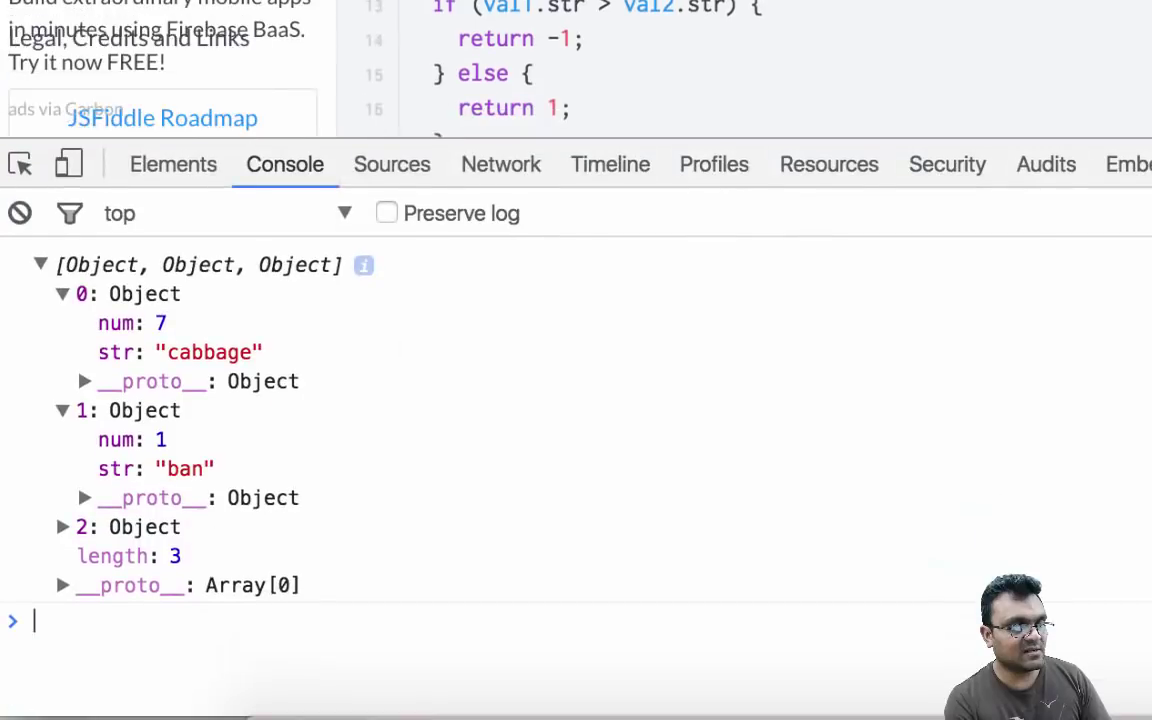 Build extraordinary mobile apps
in minutes using Firebase BaaS.
Legal, Credits and Links
Try it now FREE!
ads via Carbon
JSFiddle Roadmap
13 if (val1.str > val2.str) {
14 return -1;
15 } else {
16 return 1;
}
Elements Console Sources Network Timeline Profiles Resources Security Audits Embe
top Preserve log
[Object, Object, Object] i
0: Object
num: 7
str: "cabbage"
__proto__: Object
1: Object
num: 1
str: "ban"
__proto__: Object
2: Object
length: 3
__proto__: Array[0]
>